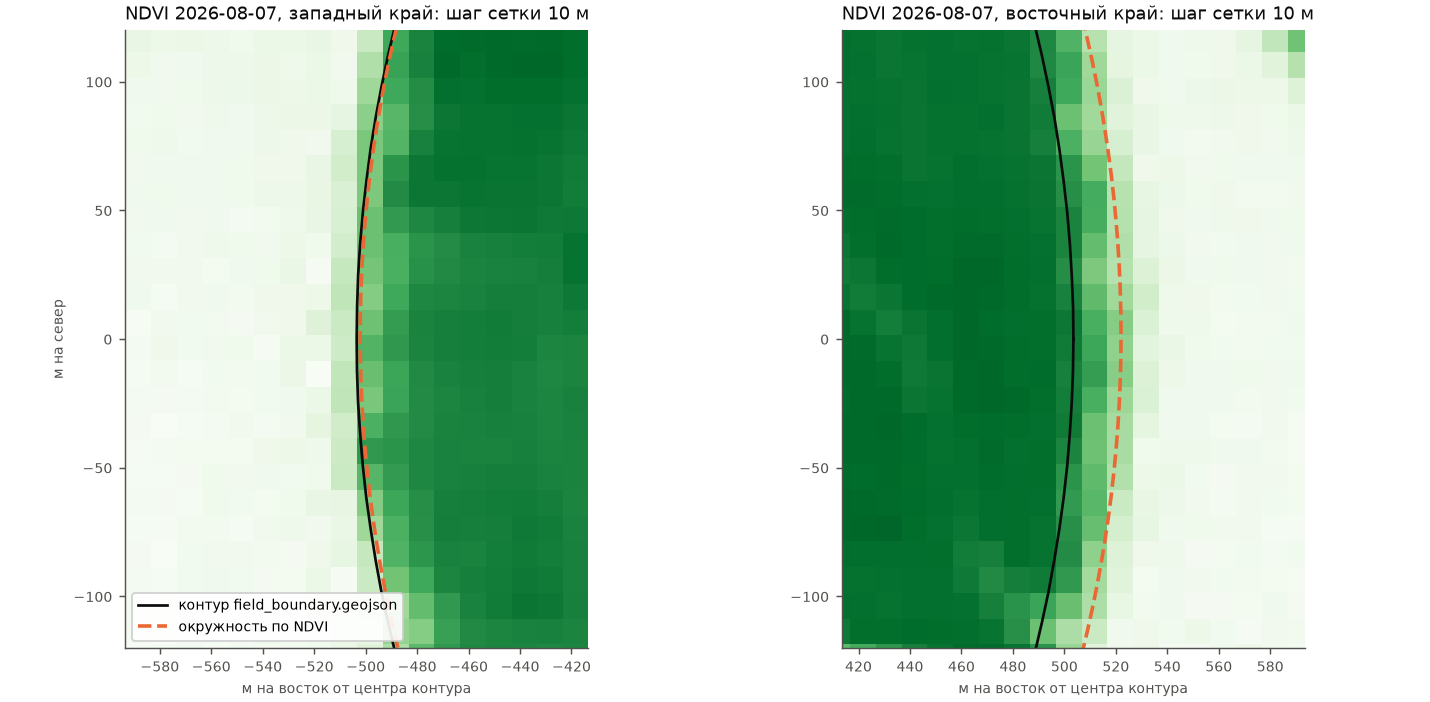 NDVI 2026-08-07, западный край: шаг сетки 10 м
100
50
0
−50
−100
м на север
контур field_boundary.geojson
окружность по NDVI
−580 −560 −540 −520 −500 −480 −460 −440 −420
м на восток от центра контура
NDVI 2026-08-07, восточный край: шаг сетки 10 м
100
50
0
−50
−100
420 440 460 480 500 520 540 560 580
м на восток от центра контура